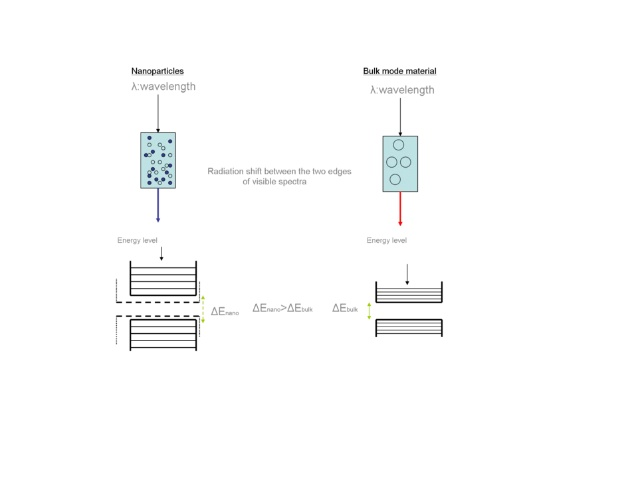 Nanoparticles
λ:wavelength
Bulk mode material
λ:wavelength
Radiation shift between the two edges
of visible spectra
Energy level
Energy level
ΔEnano
ΔEnano>ΔEbulk
ΔEbulk